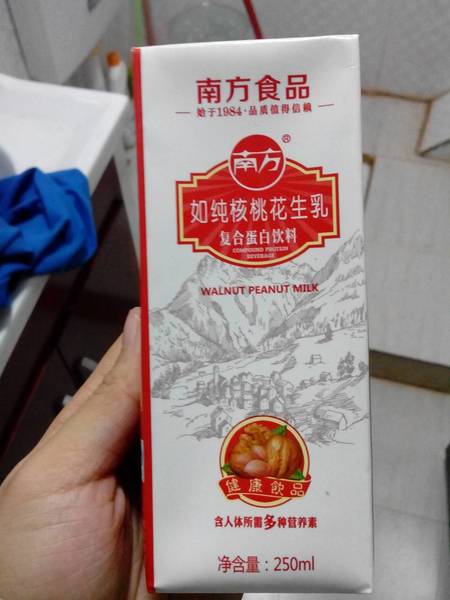 南方食品
始于1984·品质值得信赖
南方®
如纯核桃花生乳
复合蛋白饮料
COMPOUND PROTEIN
BEVERAGE
WALNUT PEANUT MILK
健康飲品
含人体所需多种营养素
净含量：250ml